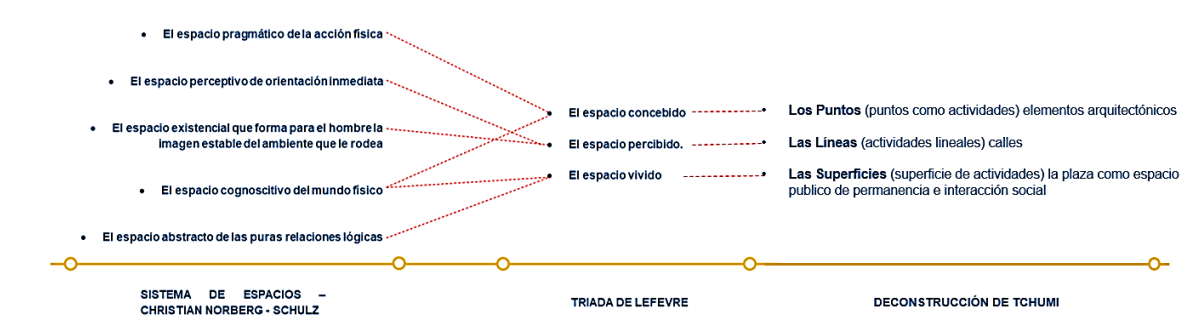 • El espacio pragmático de la acción física
• El espacio perceptivo de orientación inmediata
• El espacio existencial que forma para el hombre la
imagen estable del ambiente que le rodea
• El espacio cognoscitivo del mundo físico
• El espacio abstracto de las puras relaciones lógicas
• El espacio concebido
• El espacio percibido.
• El espacio vivido
• Los Puntos (puntos como actividades) elementos arquitectónicos
• Las Líneas (actividades lineales) calles
• Las Superficies (superficie de actividades) la plaza como espacio
publico de permanencia e interacción social
SISTEMA DE ESPACIOS –
CHRISTIAN NORBERG - SCHULZ
TRIADA DE LEFEVRE
DECONSTRUCCIÓN DE TCHUMI